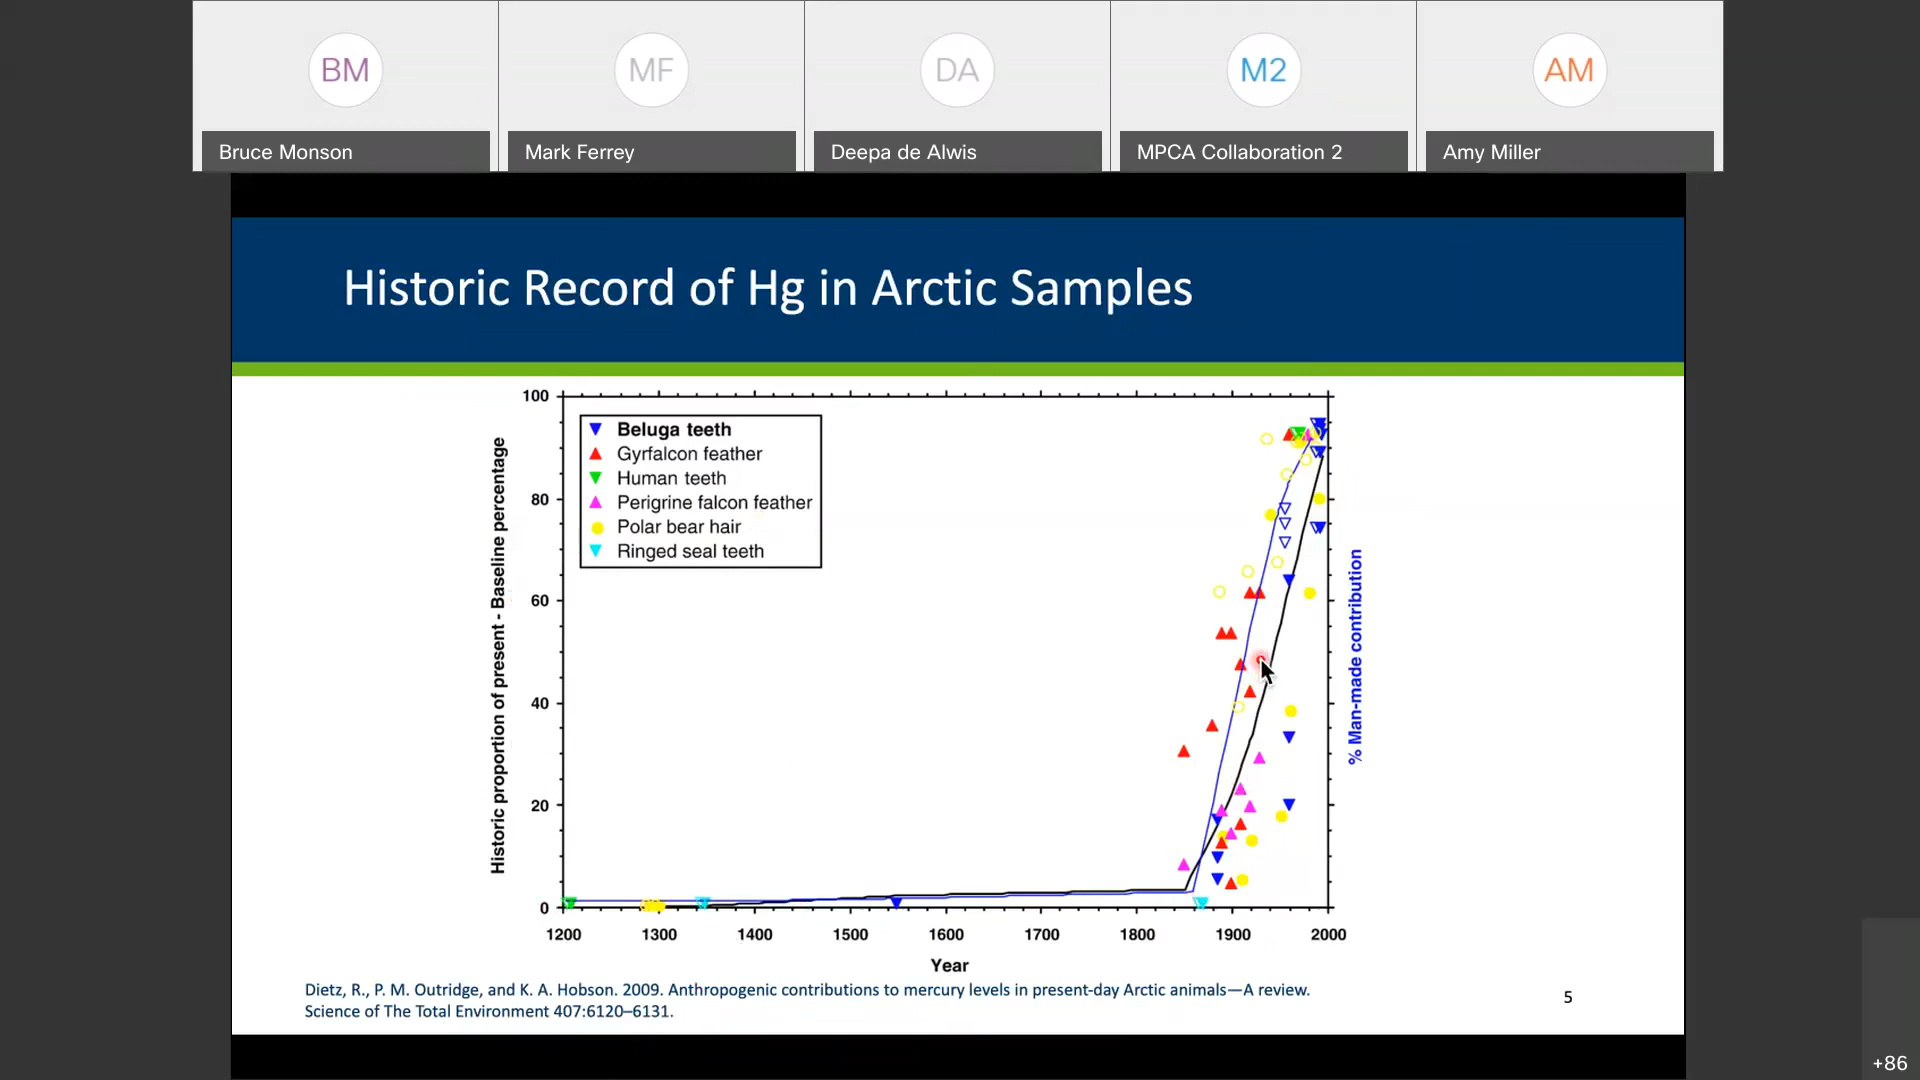 BM
MF
DA
M2
AM
Bruce Monson
Mark Ferrey
Deepa de Alwis
MPCA Collaboration 2
Amy Miller
Historic Record of Hg in Arctic Samples
Historic proportion of present - Baseline percentage
100
80
60
40
20
0
Beluga teeth
Gyrfalcon feather
Human teeth
Perigrine falcon feather
Polar bear hair
Ringed seal teeth
% Man-made contribution
1200 1300 1400 1500 1600 1700 1800 1900 2000
Year
Dietz, R., P. M. Outridge, and K. A. Hobson. 2009. Anthropogenic contributions to mercury levels in present-day Arctic animals—A review.
Science of The Total Environment 407:6120–6131.
5
+86